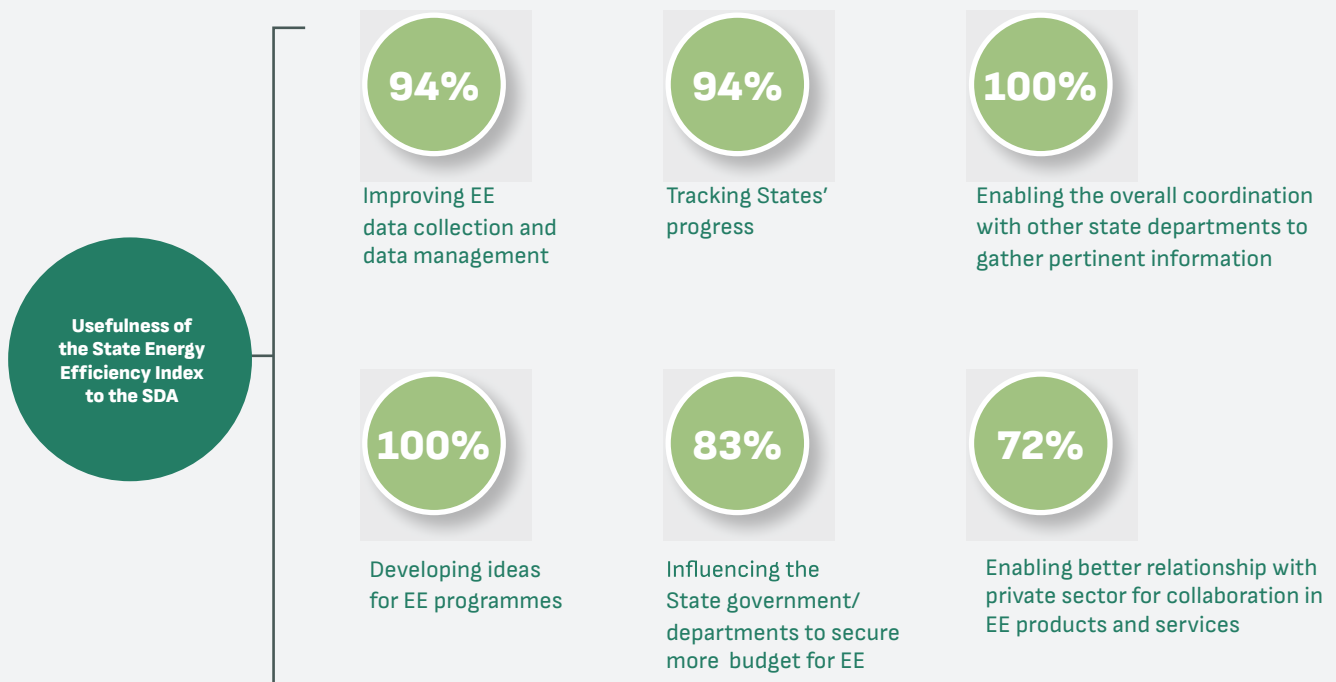 Usefulness of
the State Energy
Efficiency Index
to the SDA
94%
Improving EE
data collection and
data management
94%
Tracking States’
progress
100%
Enabling the overall coordination
with other state departments to
gather pertinent information
100%
Developing ideas
for EE programmes
83%
Influencing the
State government/
departments to secure
more budget for EE
72%
Enabling better relationship with
private sector for collaboration in
EE products and services